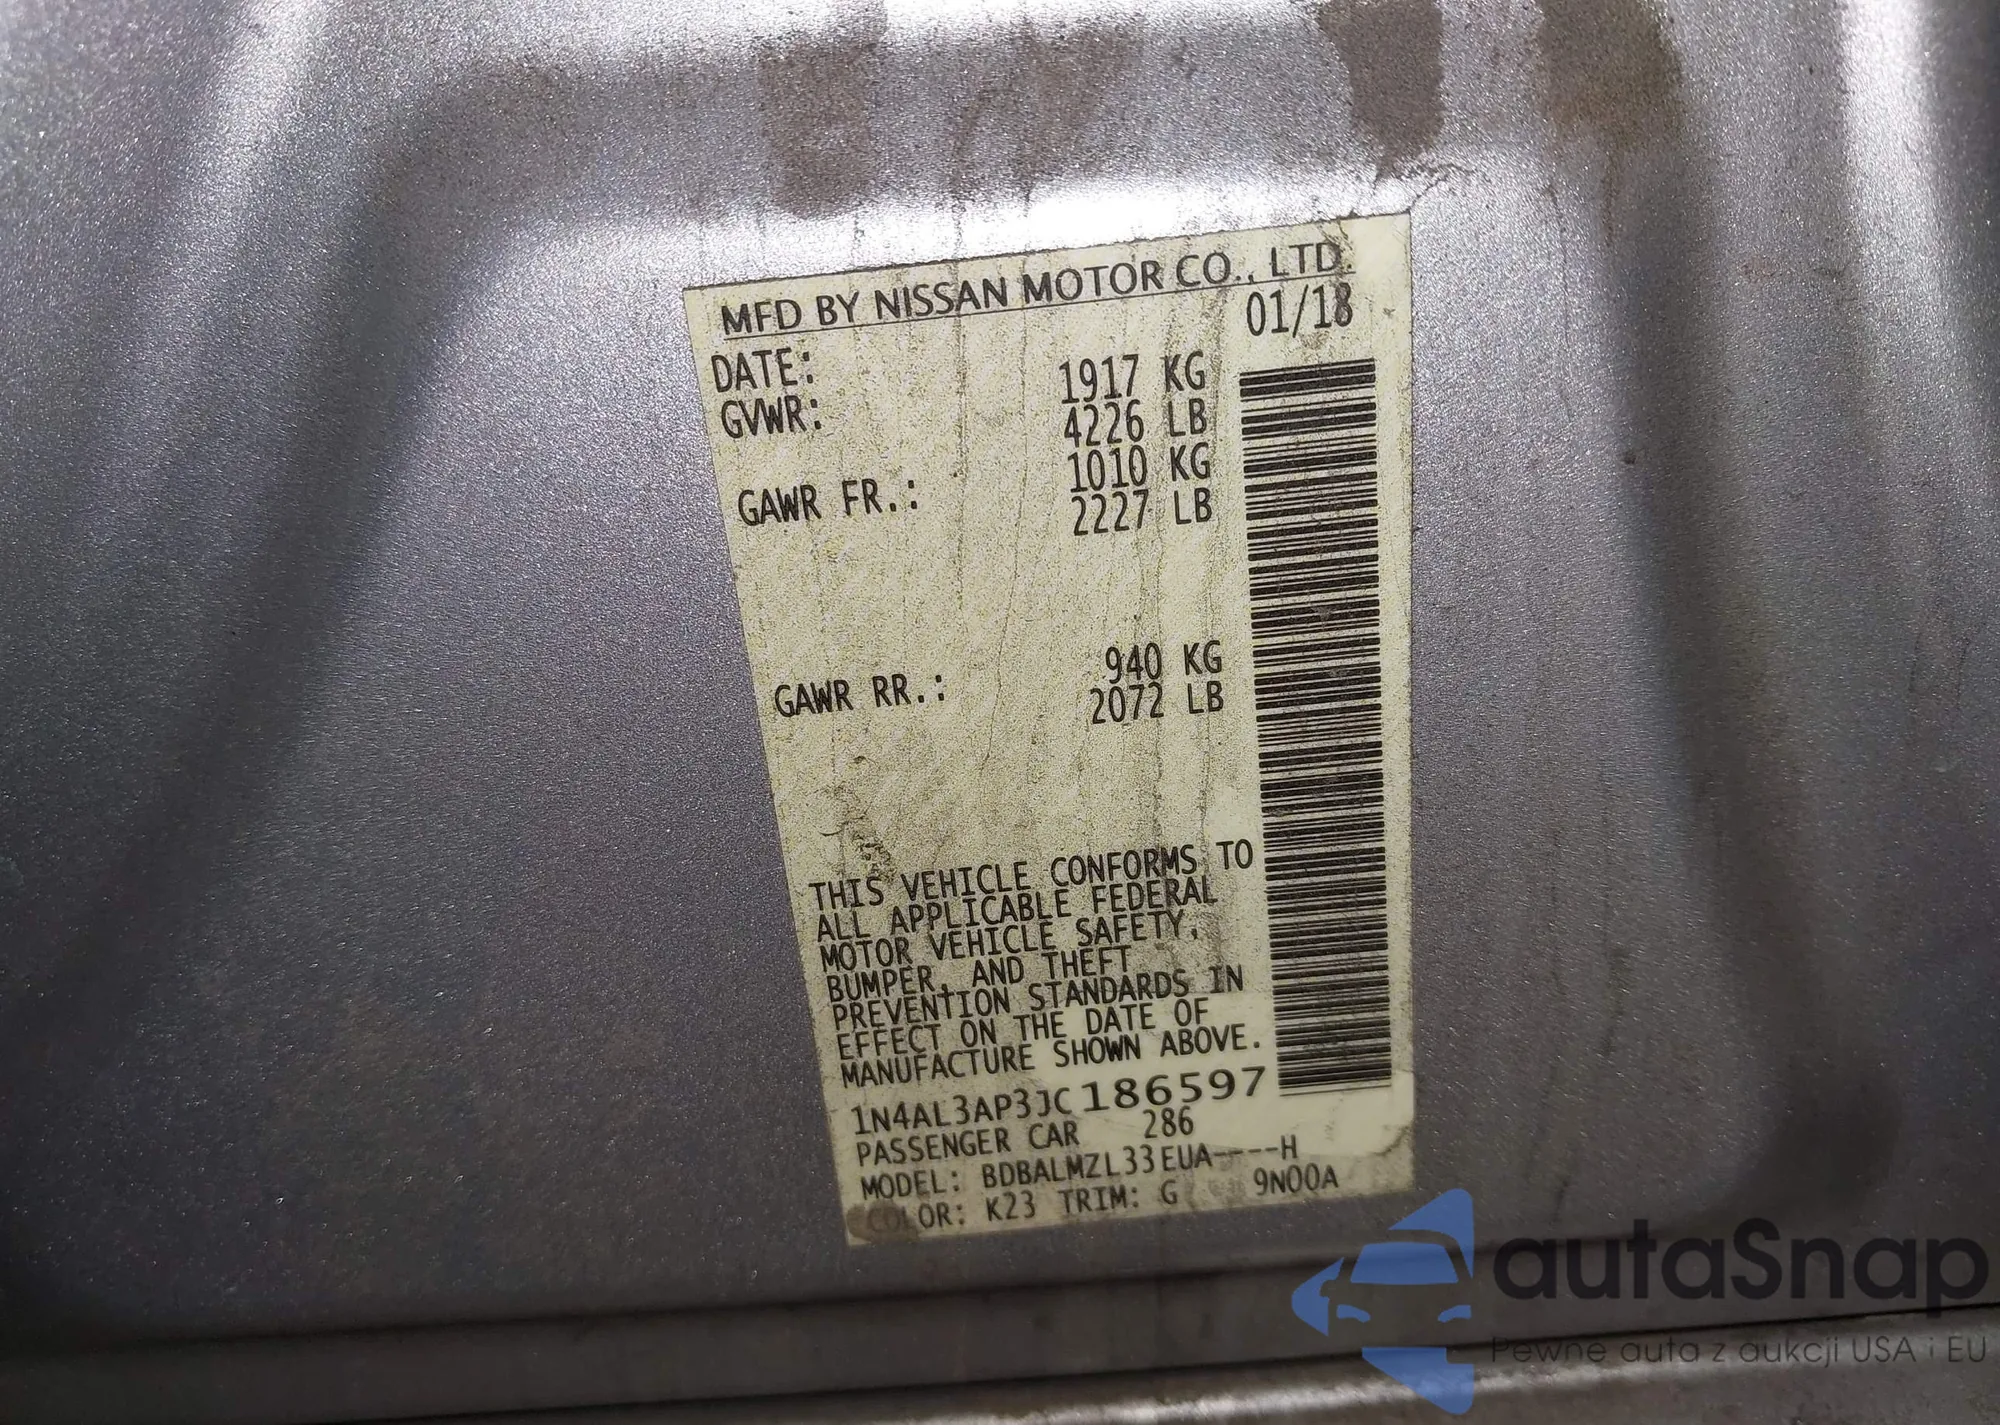 MFD BY NISSAN MOTOR CO., LTD.
DATE: 01/18
GVWR: 1917 KG
4226 LB
GAWR FR.: 1010 KG
2227 LB
GAWR RR.: 940 KG
2072 LB
THIS VEHICLE CONFORMS TO
ALL APPLICABLE FEDERAL
MOTOR VEHICLE SAFETY,
BUMPER, AND THEFT
PREVENTION STANDARDS IN
EFFECT ON THE DATE OF
MANUFACTURE SHOWN ABOVE.
1N4AL3AP3JC186597
PASSENGER CAR 286
MODEL: BDBALMZL33EUA----H
COLOR: K23 TRIM: G 9N00A
autaSnap
Pewne auta z aukcji USA i EU